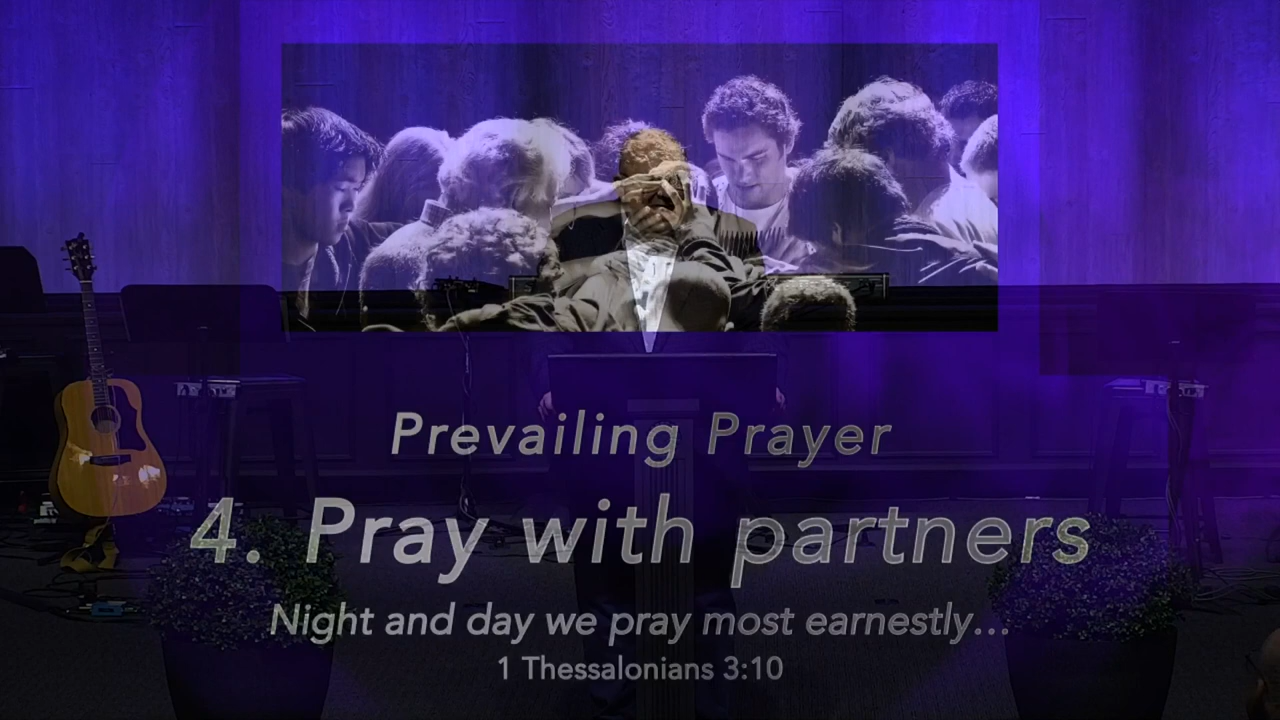 Prevailing Prayer
4. Pray with partners
Night and day we pray most earnestly…
1 Thessalonians 3:10